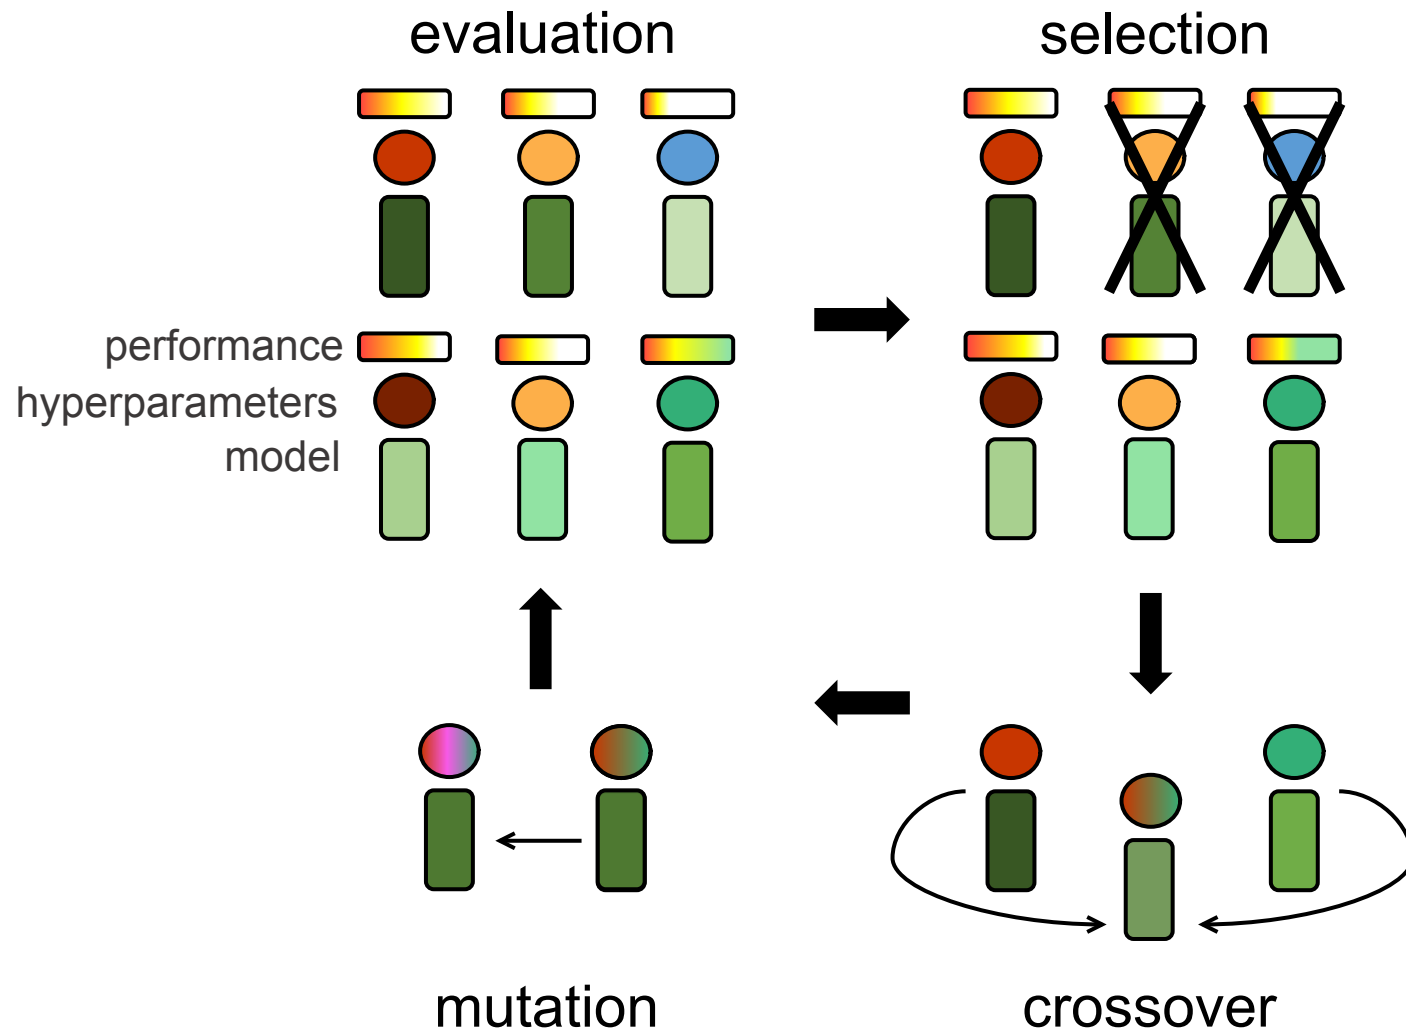 evaluation
selection
performance
hyperparameters
model
mutation
crossover